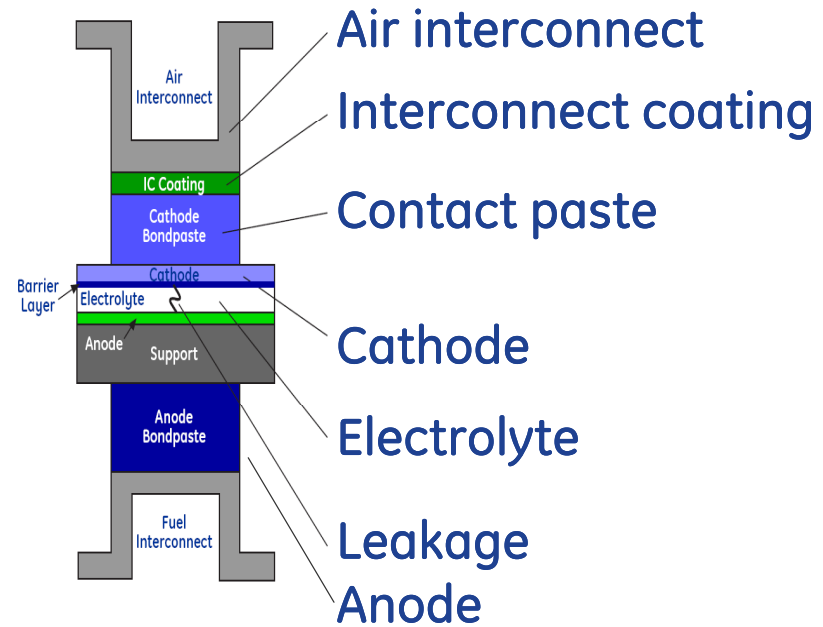 Air interconnect
Air
Interconnect
Interconnect coating
IC Coating
Contact paste
Cathode
Bondpaste
Cathode
Barrier
Layer
Electrolyte
Anode
Support
Cathode
Anode
Bondpaste
Electrolyte
Fuel
Interconnect
Leakage
Anode